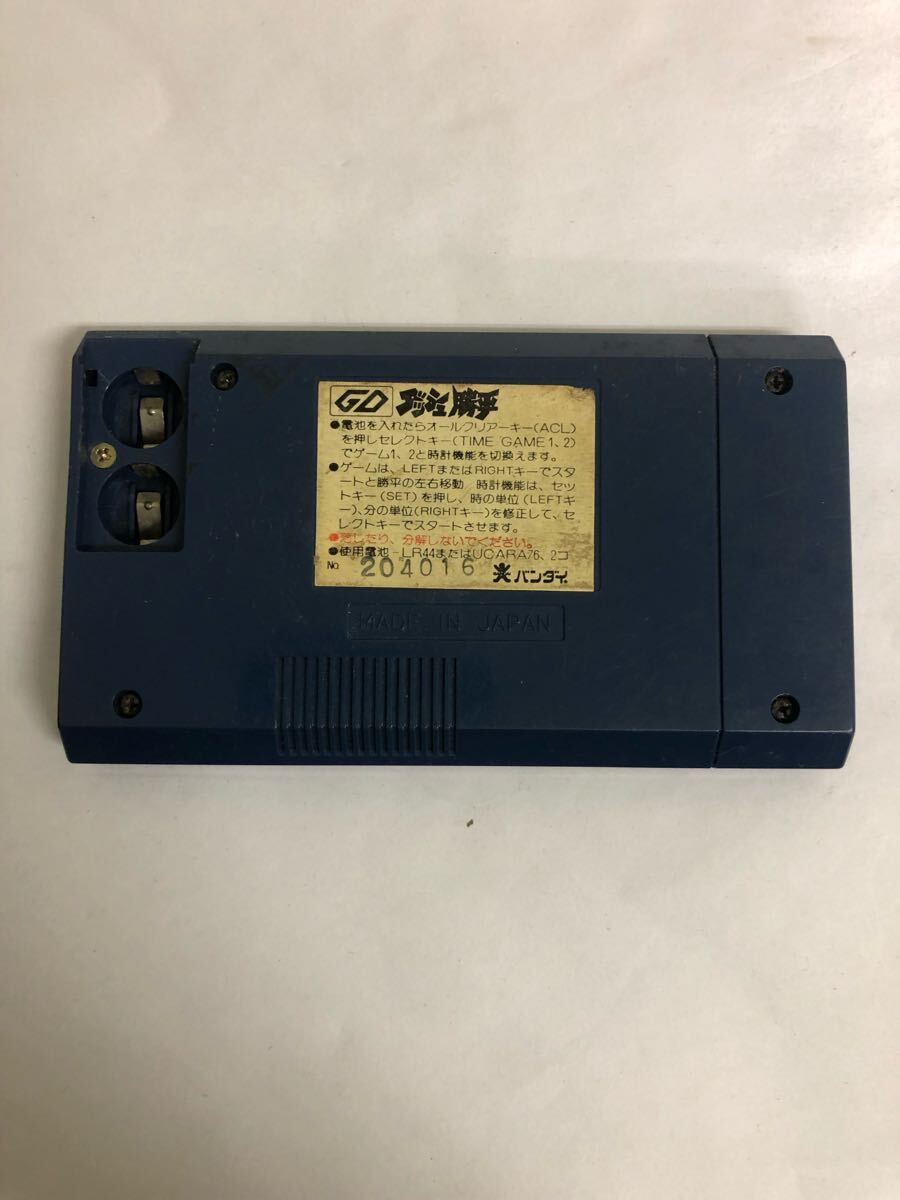 GD ダッシュ勝平
●電池を入れたらオールクリアーキー(ACL)
を押しセレクトキー(TIME GAME1、2)
でゲーム1、2と時計機能を切換えます。
●ゲームは、LEFTまたはRIGHTキーでスタ
ートと勝平の左右移動 時計機能は、セッ
トキー(SET)を押し、時の単位(LEFTキ
ー)、分の単位(RIGHTキー)を修正して、セ
レクトキーでスタートさせます。
●落したり、分解しないでください。
●使用電池-LR44またはUCARA76、2コ
No. 204016 バンダイ
MADE IN JAPAN